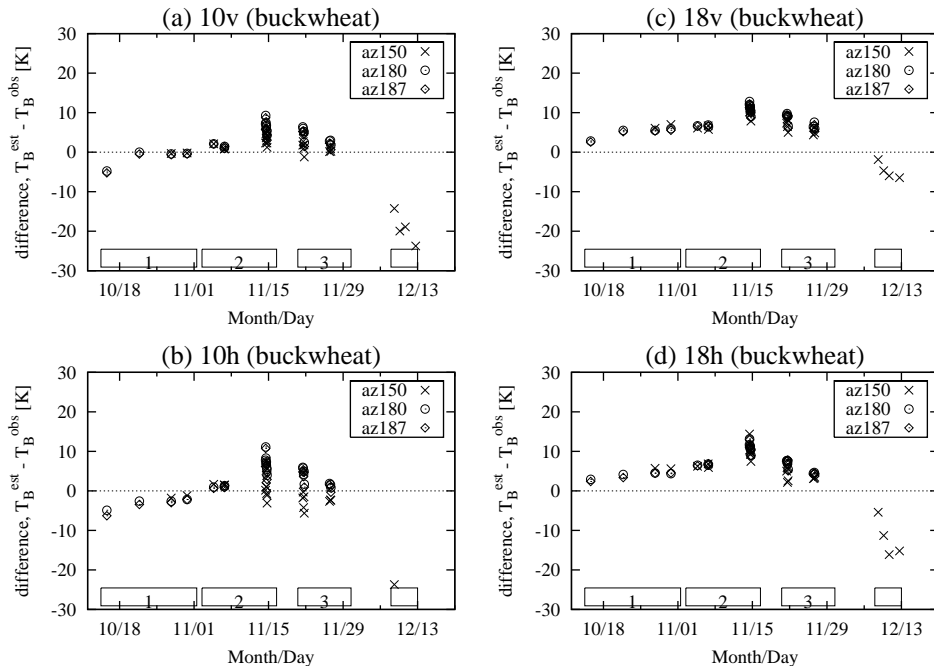 (a) 10v (buckwheat)
difference, T_B^est - T_B^obs [K]
30
20
10
0
-10
-20
-30
az150
az180
az187
1 2 3
10/18 11/01 11/15 11/29 12/13
Month/Day
(c) 18v (buckwheat)
difference, T_B^est - T_B^obs [K]
30
20
10
0
-10
-20
-30
az150
az180
az187
1 2 3
10/18 11/01 11/15 11/29 12/13
Month/Day
(b) 10h (buckwheat)
difference, T_B^est - T_B^obs [K]
30
20
10
0
-10
-20
-30
az150
az180
az187
1 2 3
10/18 11/01 11/15 11/29 12/13
Month/Day
(d) 18h (buckwheat)
difference, T_B^est - T_B^obs [K]
30
20
10
0
-10
-20
-30
az150
az180
az187
1 2 3
10/18 11/01 11/15 11/29 12/13
Month/Day